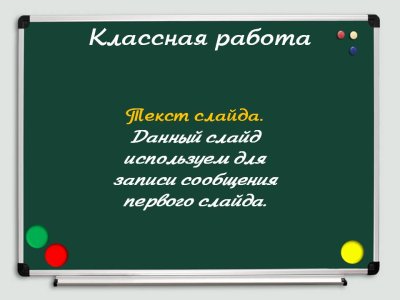 Классная работа
Текст слайда.
Данный слайд
используем для
записи сообщения
первого слайда.